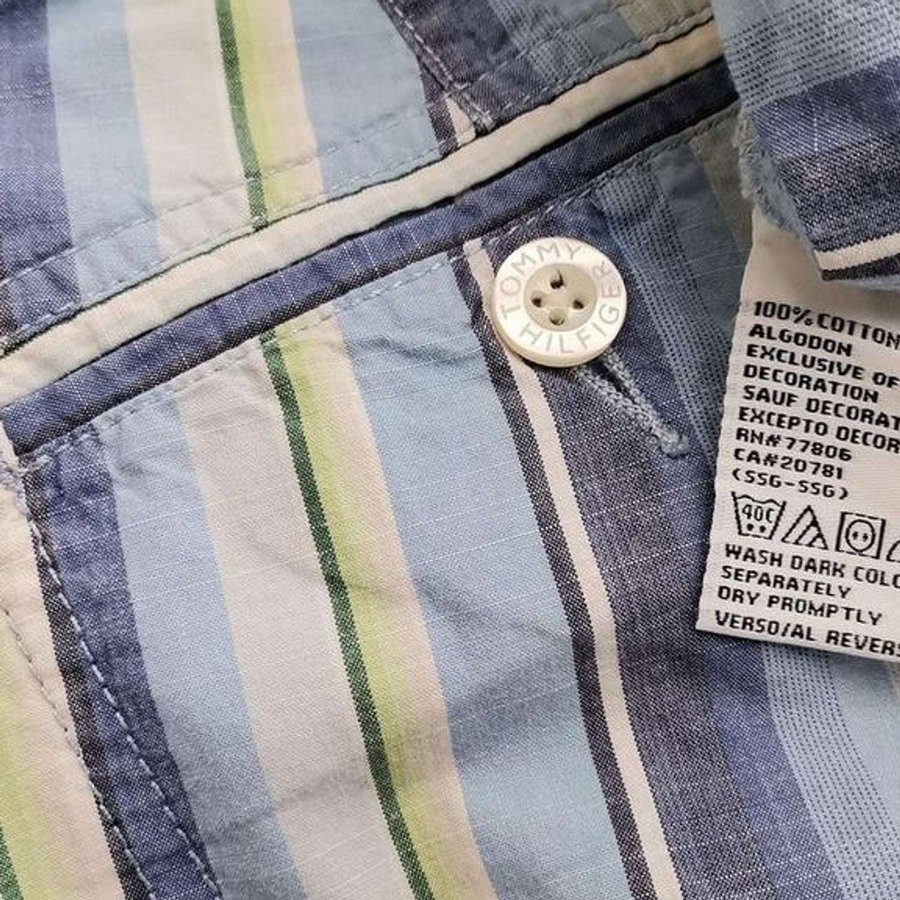 TOMMY HILFIGER
100% COTTON
ALGODON
EXCLUSIVE OF
DECORATION
SAUF DECORAT
EXCEPTO DECOR
RN#77806
CA#20781
(SSG-SSG)
40C
WASH DARK COLO
SEPARATELY
DRY PROMPTLY
VERSO/AL REVERS